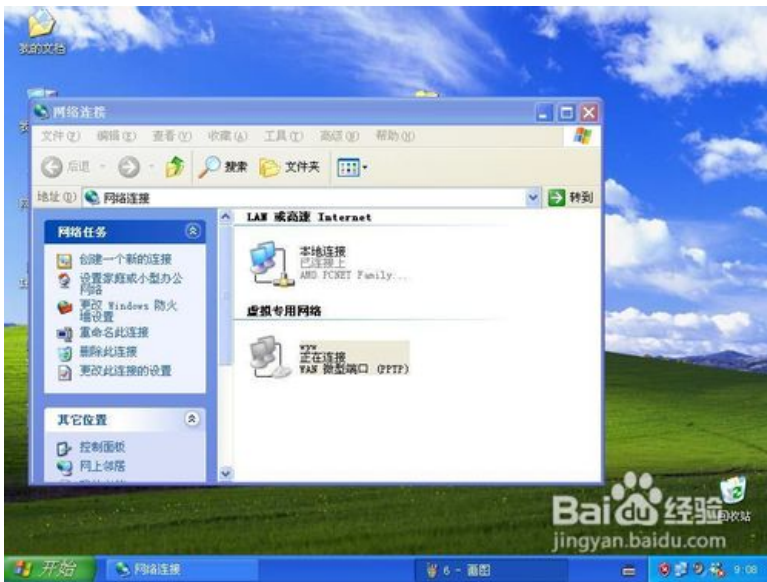 我的文档
网络连接
文件(F) 编辑(E) 查看(V) 收藏(A) 工具(T) 高级(N) 帮助(H)
后退 搜索 文件夹
地址(D) 网络连接 转到
网络任务
创建一个新的连接
设置家庭或小型办公
网络
更改 Windows 防火
墙设置
重命名此连接
删除此连接
更改此连接的设置
其它位置
控制面板
网上邻居
LAN 或高速 Internet
本地连接
已连接上
AMD PCNET Family...
虚拟专用网络
wyw
正在连接
WAN 微型端口 (PPTP)
Baidu 经验
jingyan.baidu.com
回收站
开始 网络连接 6 - 画图 9:08